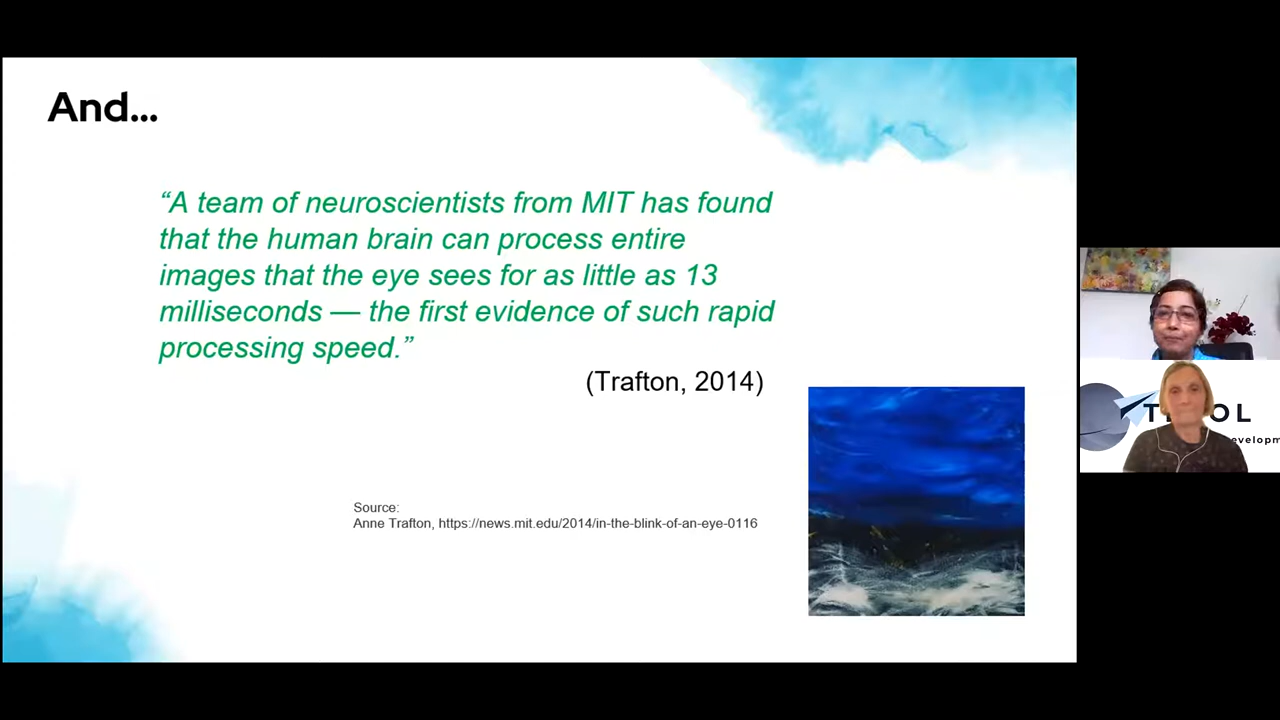 And...
“A team of neuroscientists from MIT has found
that the human brain can process entire
images that the eye sees for as little as 13
milliseconds — the first evidence of such rapid
processing speed.”
(Trafton, 2014)
Source:
Anne Trafton, https://news.mit.edu/2014/in-the-blink-of-an-eye-0116